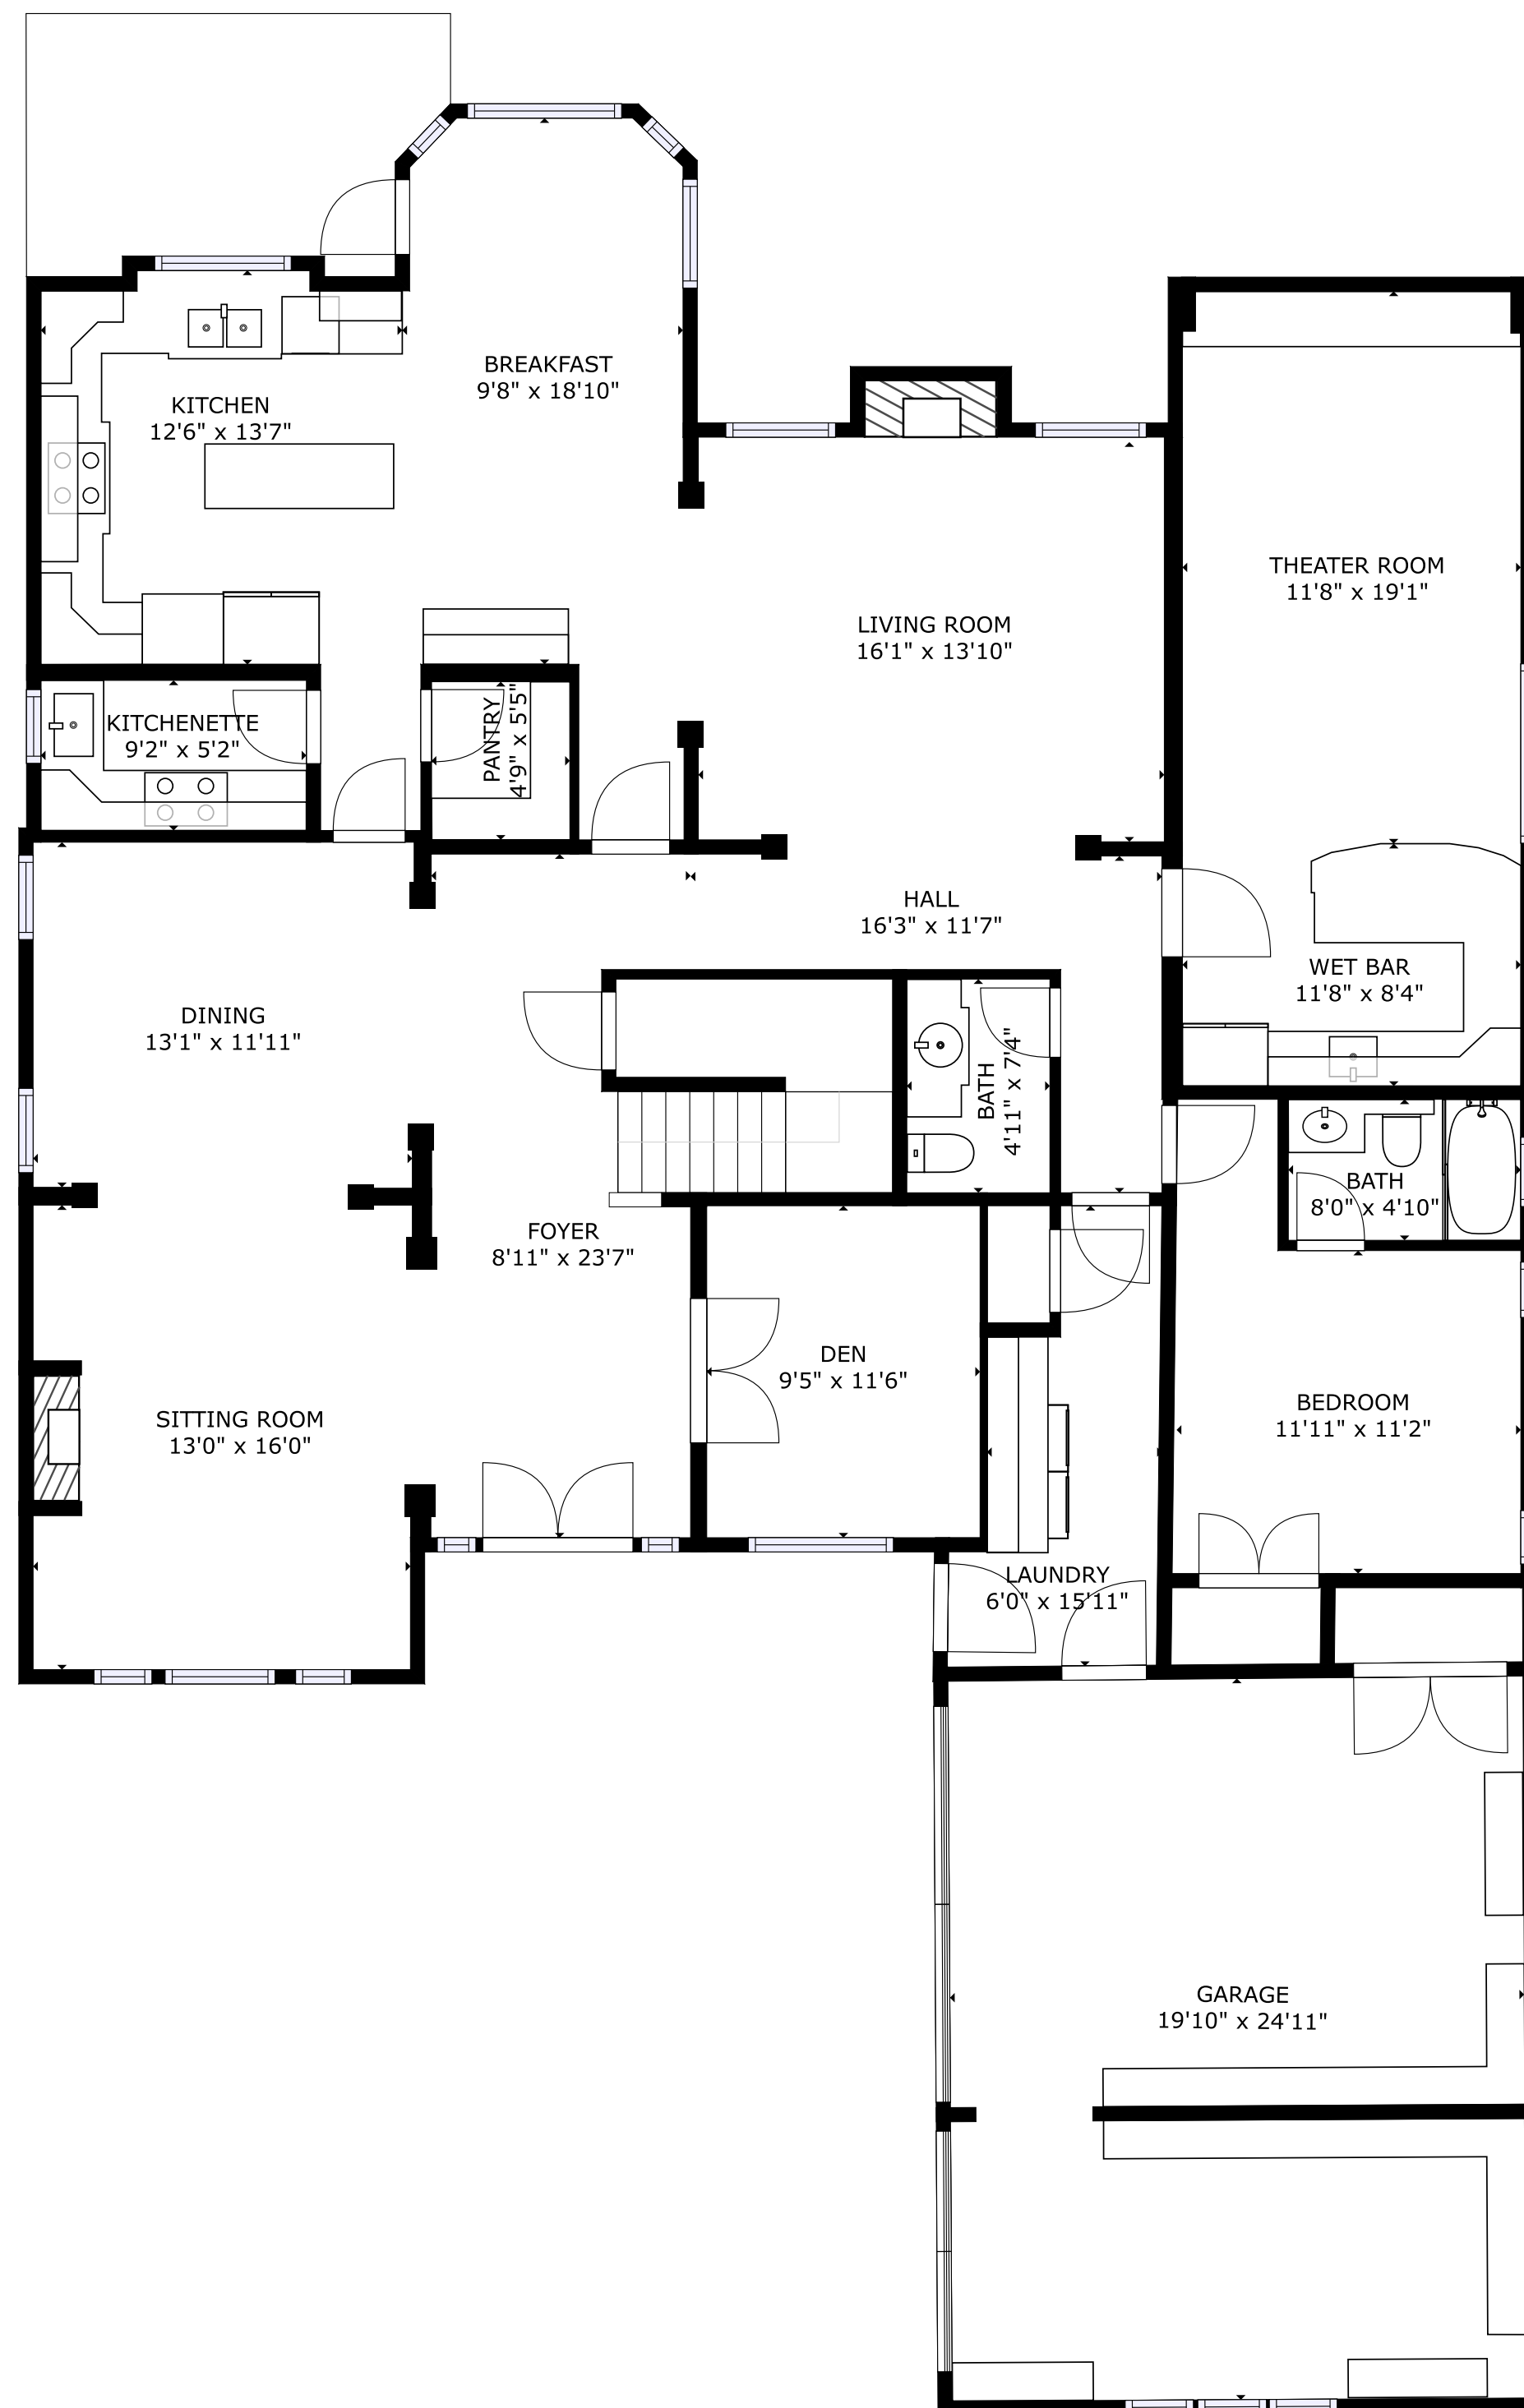 BREAKFAST
9'8" x 18'10"
KITCHEN
12'6" x 13'7"
THEATER ROOM
11'8" x 19'1"
LIVING ROOM
16'1" x 13'10"
KITCHENETTE
9'2" x 5'2"
PANTRY
4'9" x 5'5"
HALL
16'3" x 11'7"
WET BAR
11'8" x 8'4"
DINING
13'1" x 11'11"
BATH
4'11" x 7'4"
BATH
8'0" x 4'10"
FOYER
8'11" x 23'7"
DEN
9'5" x 11'6"
BEDROOM
11'11" x 11'2"
SITTING ROOM
13'0" x 16'0"
LAUNDRY
6'0" x 15'11"
GARAGE
19'10" x 24'11"